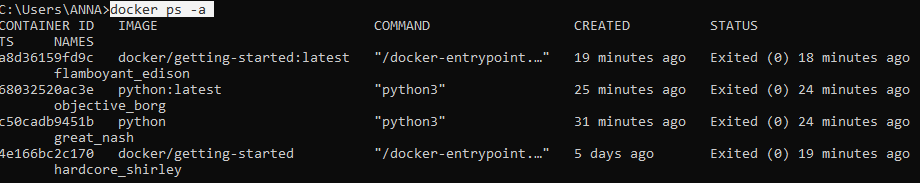 C:\Users\ANNA>docker ps -a
CONTAINER ID   IMAGE                           COMMAND                  CREATED          STATUS
TS     NAMES
a8d36159fd9c   docker/getting-started:latest   "/docker-entrypoint.…"   19 minutes ago   Exited (0) 18 minutes ago
       flamboyant_edison
68032520ac3e   python:latest                   "python3"                25 minutes ago   Exited (0) 24 minutes ago
       objective_borg
c50cadb9451b   python                          "python3"                31 minutes ago   Exited (0) 24 minutes ago
       great_nash
4e166bc2c170   docker/getting-started          "/docker-entrypoint.…"   5 days ago       Exited (0) 19 minutes ago
       hardcore_shirley